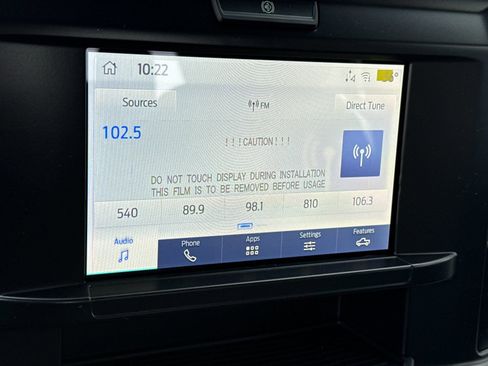 10:22
Sources
FM
Direct Tune
102.5
!!!CAUTION!!!
DO NOT TOUCH DISPLAY DURING INSTALLATION
THIS FILM IS TO BE REMOVED BEFORE USAGE
540 89.9 98.1 810 106.3
Audio Phone Apps Settings Features